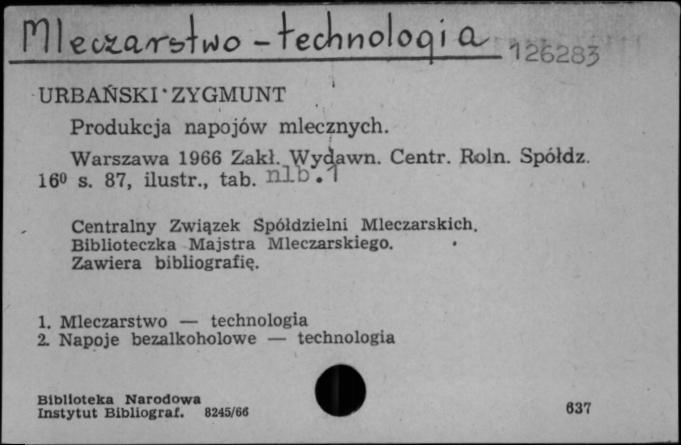 Mleczarstwo - technologia
126283
URBAŃSKI ZYGMUNT
Produkcja napojów mlecznych.
Warszawa 1966 Zakł. Wydawn. Centr. Roln. Spółdz.
16⁰ s. 87, ilustr., tab. nlb. 1
Centralny Związek Spółdzielni Mleczarskich.
Biblioteczka Majstra Mleczarskiego.
Zawiera bibliografię.
1. Mleczarstwo — technologia
2. Napoje bezalkoholowe — technologia
Biblioteka Narodowa
Instytut Bibliograf. 8245/66
637